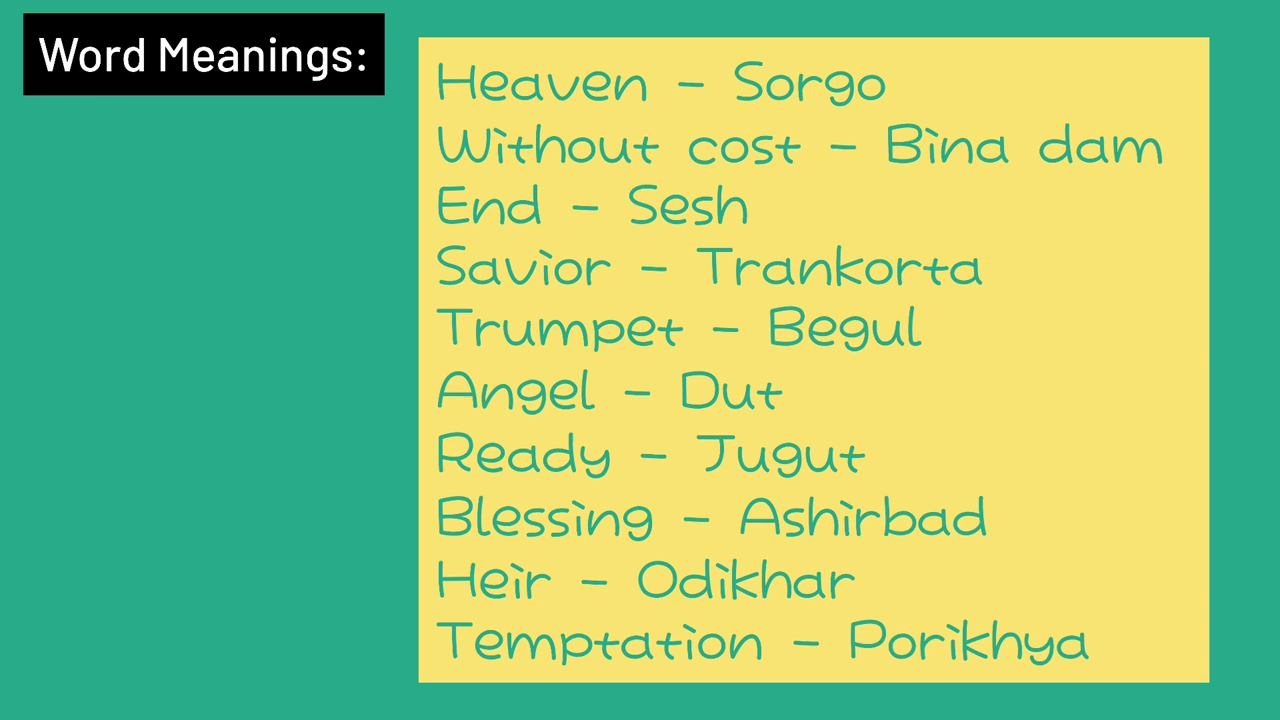 Word Meanings:
Heaven - Sorgo
Without cost - Bina dam
End - Sesh
Savior - Trankorta
Trumpet - Begul
Angel - Dut
Ready - Jugut
Blessing - Ashirbad
Heir - Odikhar
Temptation - Porikhya